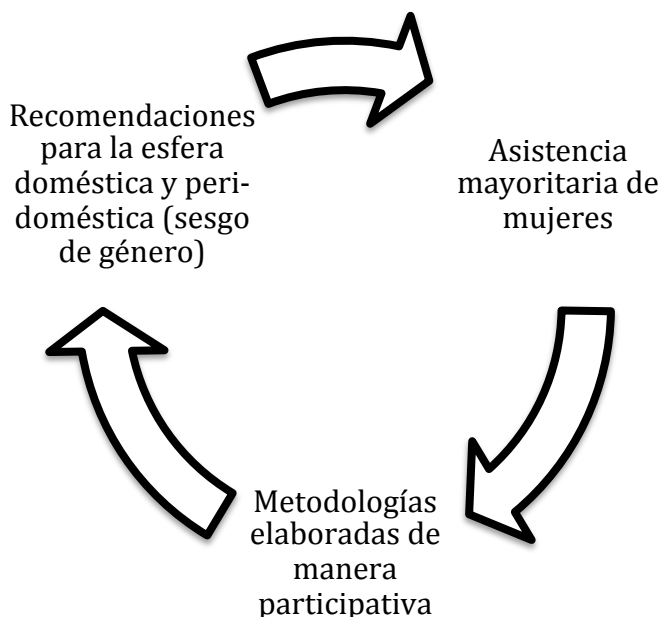 Recomendaciones
para la esfera
doméstica y peri-
doméstica (sesgo
de género)
Asistencia
mayoritaria de
mujeres
Metodologías
elaboradas de
manera
participativa